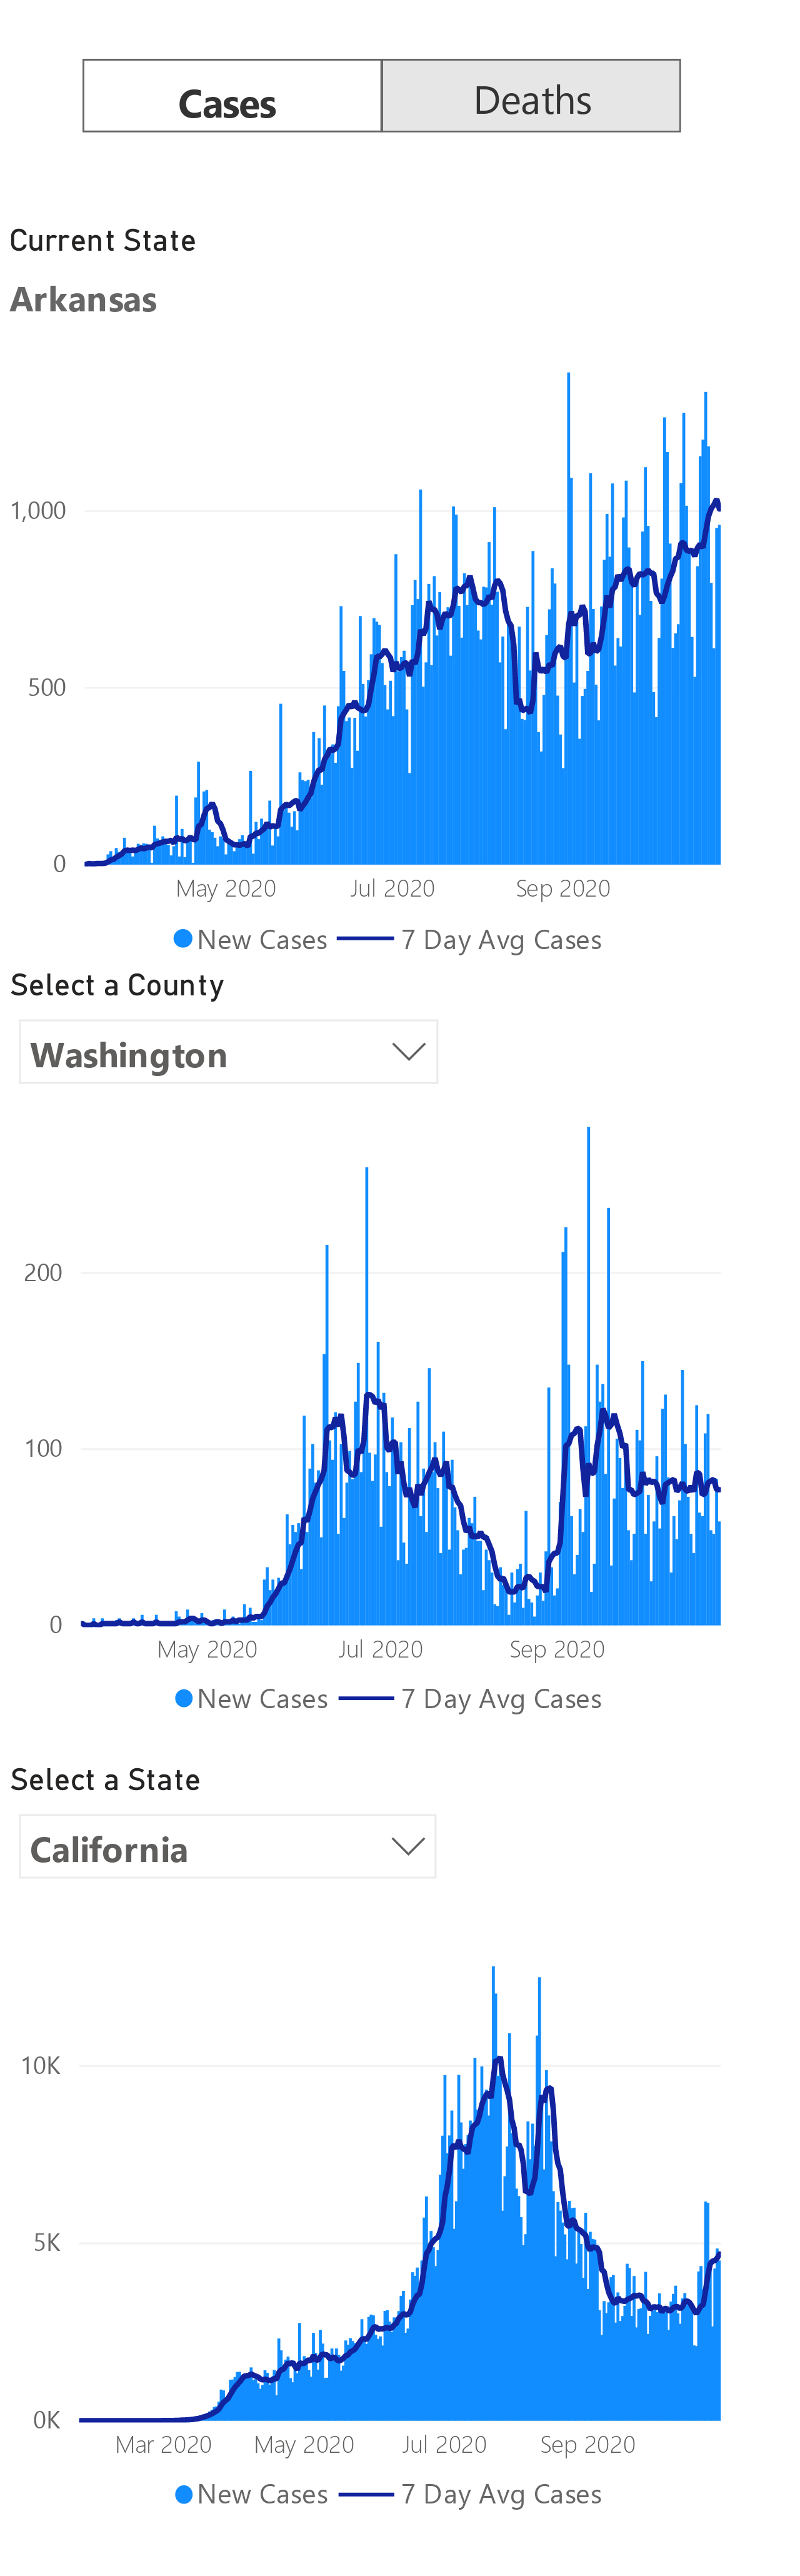 Cases Deaths
Current State
Arkansas
1,000
500
0
May 2020 Jul 2020 Sep 2020
New Cases 7 Day Avg Cases
Select a County
Washington
200
100
0
May 2020 Jul 2020 Sep 2020
New Cases 7 Day Avg Cases
Select a State
California
10K
5K
0K
Mar 2020 May 2020 Jul 2020 Sep 2020
New Cases 7 Day Avg Cases